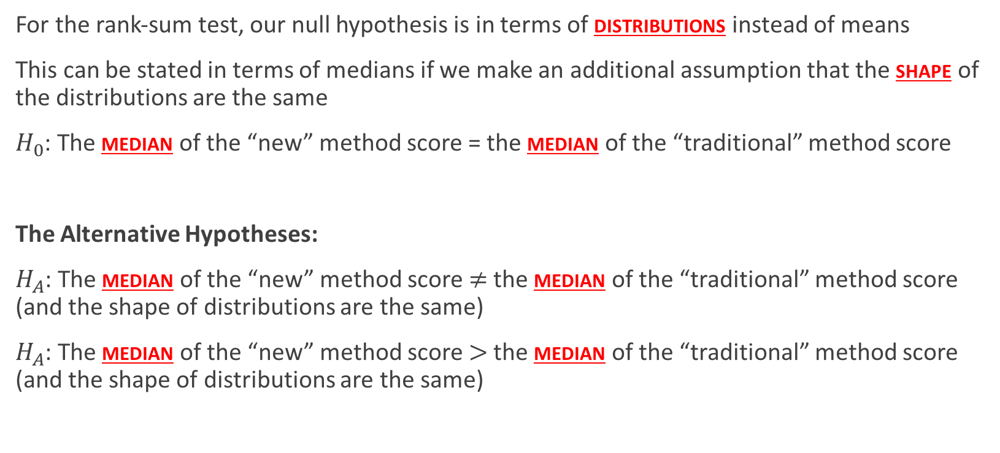 For the rank-sum test, our null hypothesis is in terms of DISTRIBUTIONS instead of means
This can be stated in terms of medians if we make an additional assumption that the SHAPE of
the distributions are the same
H₀: The MEDIAN of the “new” method score = the MEDIAN of the “traditional” method score
The Alternative Hypotheses:
H_A: The MEDIAN of the “new” method score ≠ the MEDIAN of the “traditional” method score
(and the shape of distributions are the same)
H_A: The MEDIAN of the “new” method score > the MEDIAN of the “traditional” method score
(and the shape of distributions are the same)